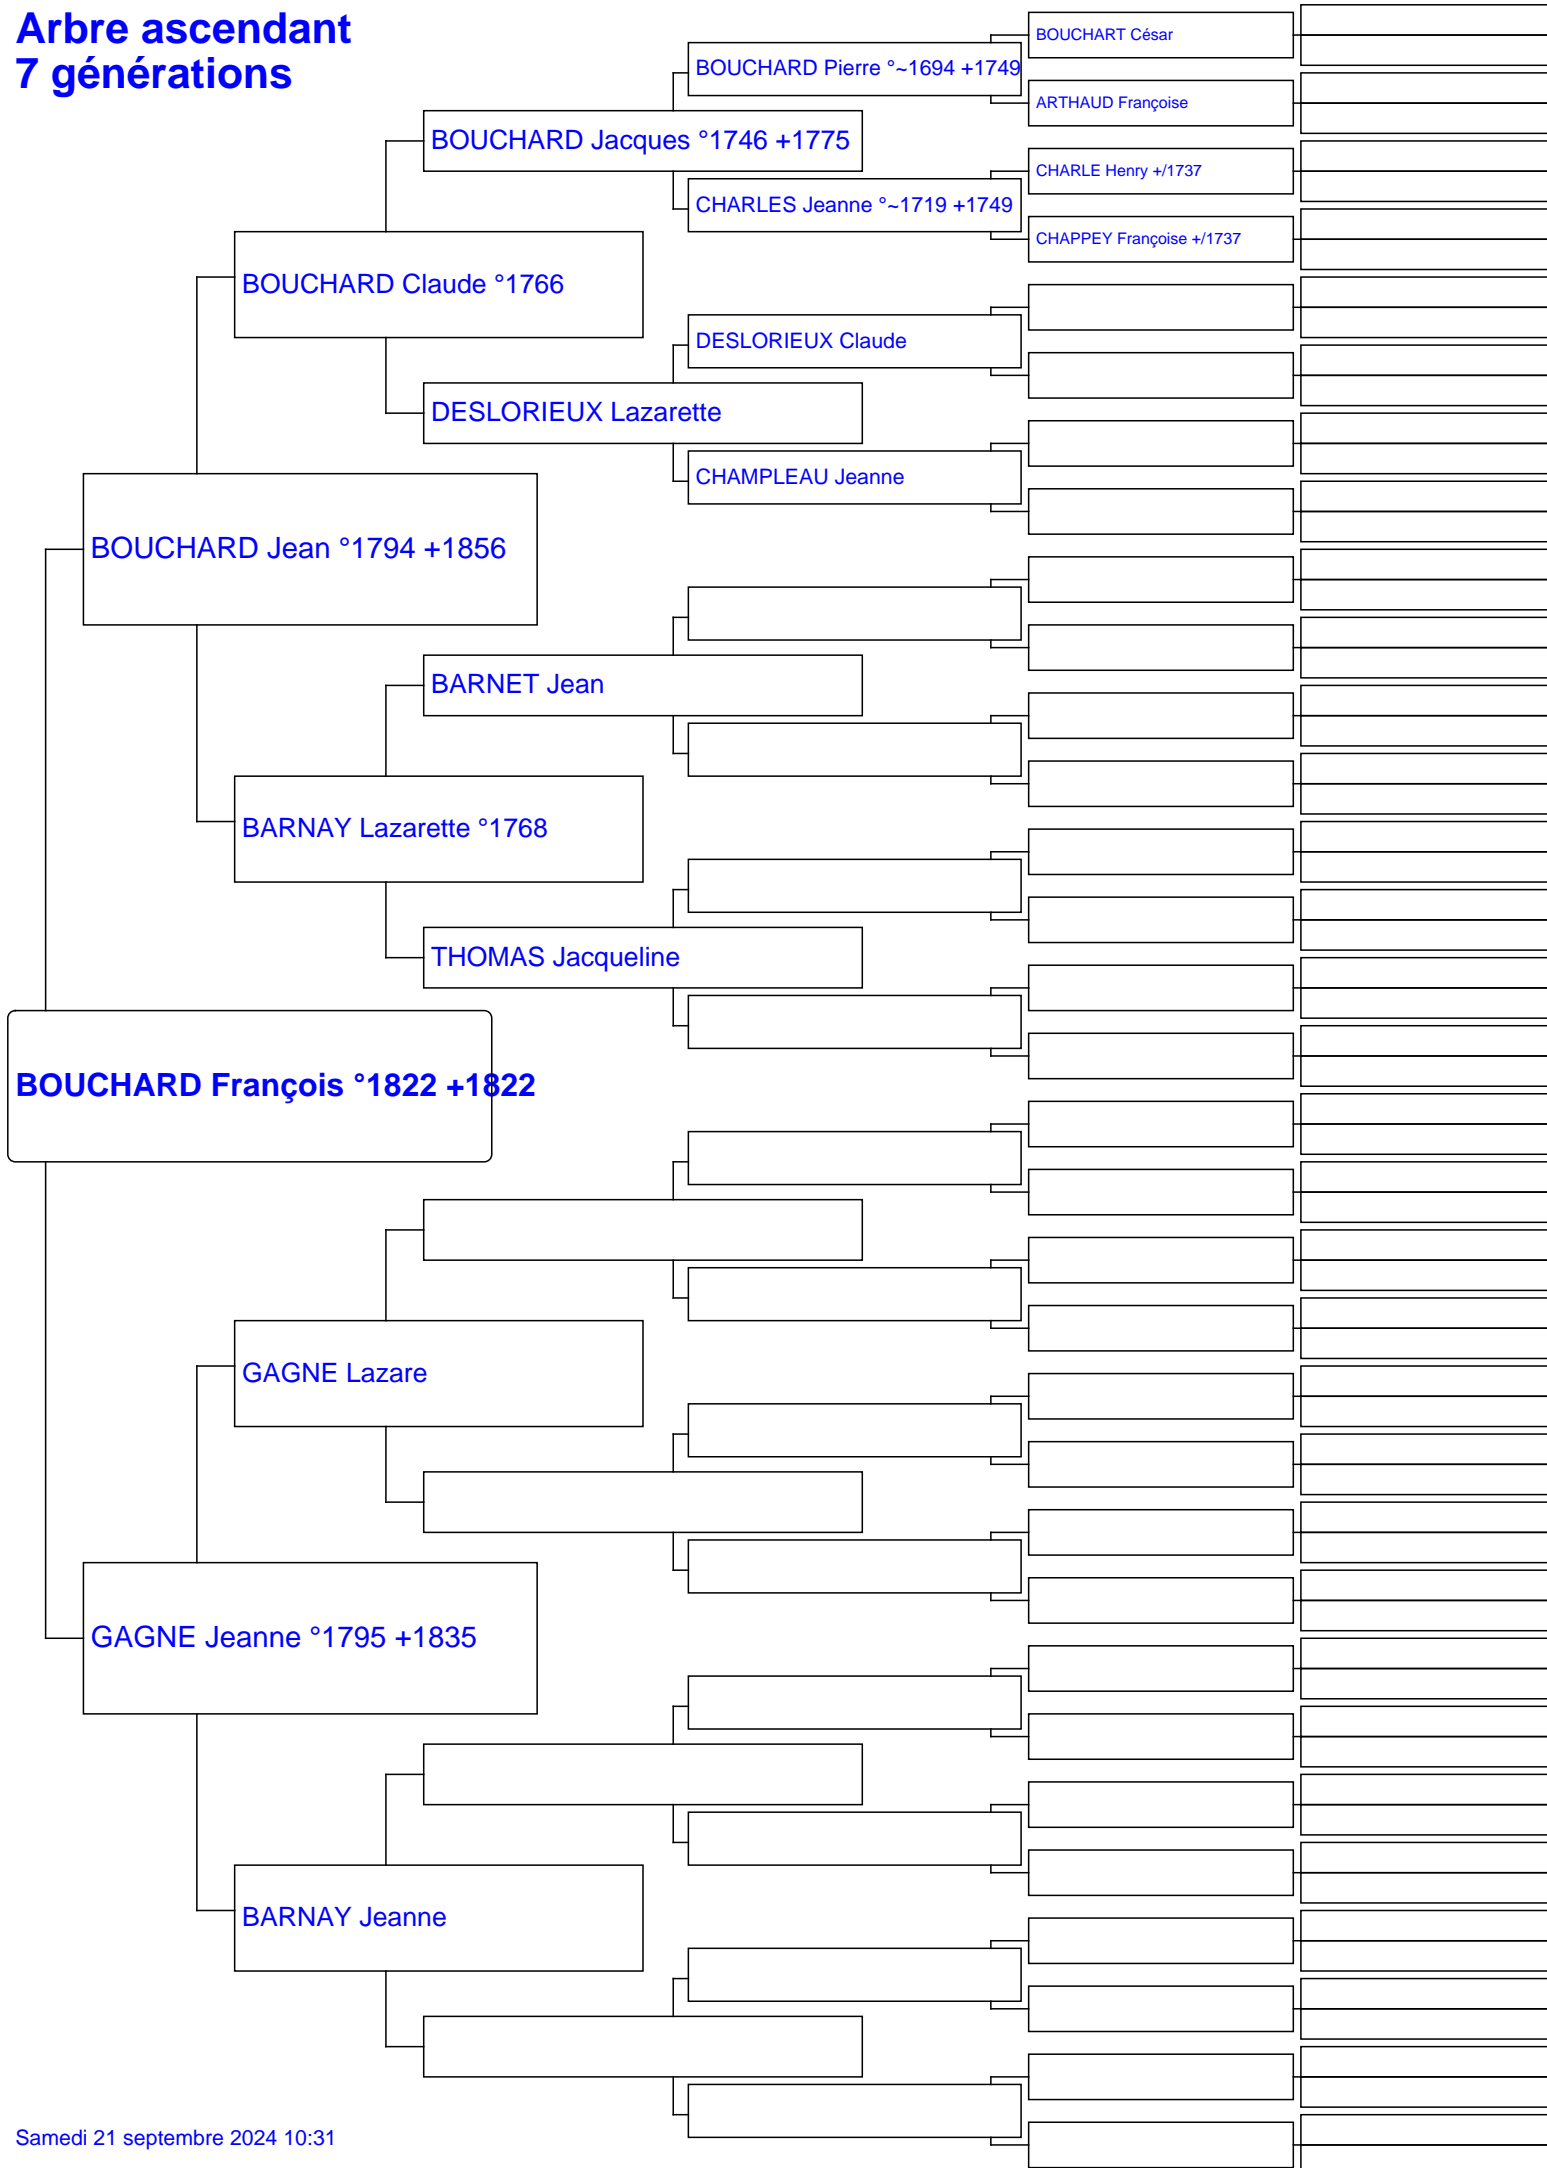 Arbre ascendant
7 générations
BOUCHART César
BOUCHARD Pierre °~1694 +1749
ARTHAUD Françoise
BOUCHARD Jacques °1746 +1775
CHARLE Henry +/1737
CHARLES Jeanne °~1719 +1749
CHAPPEY Françoise +/1737
BOUCHARD Claude °1766
DESLORIEUX Claude
DESLORIEUX Lazarette
CHAMPLEAU Jeanne
BOUCHARD Jean °1794 +1856
BARNET Jean
BARNAY Lazarette °1768
THOMAS Jacqueline
BOUCHARD François °1822 +1822
GAGNE Lazare
GAGNE Jeanne °1795 +1835
BARNAY Jeanne
Samedi 21 septembre 2024 10:31